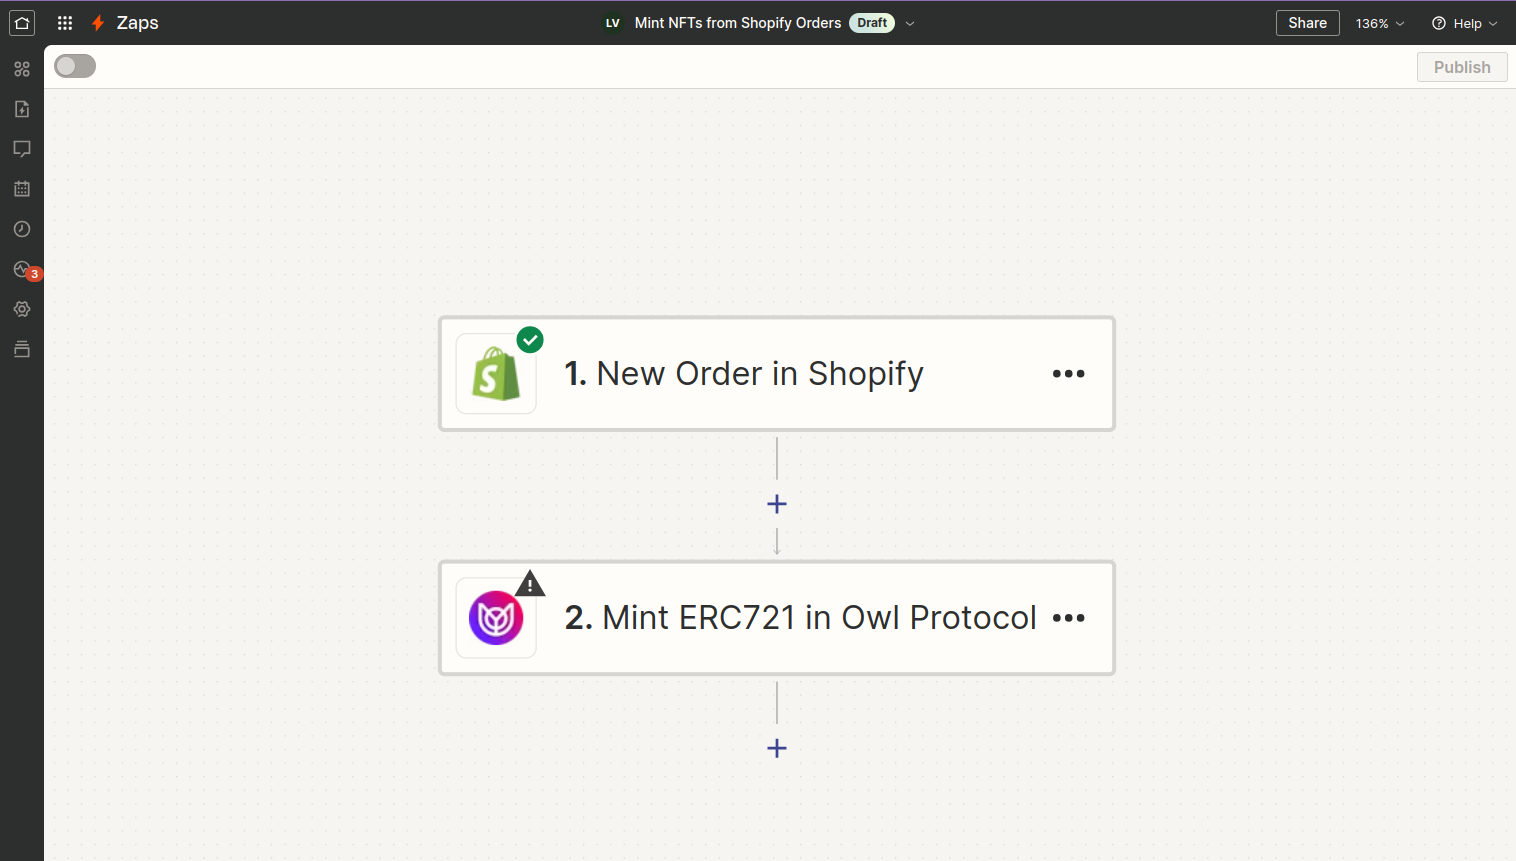 Zaps
LV Mint NFTs from Shopify Orders Draft
Share
136%
Help
Publish
3
1. New Order in Shopify
2. Mint ERC721 in Owl Protocol